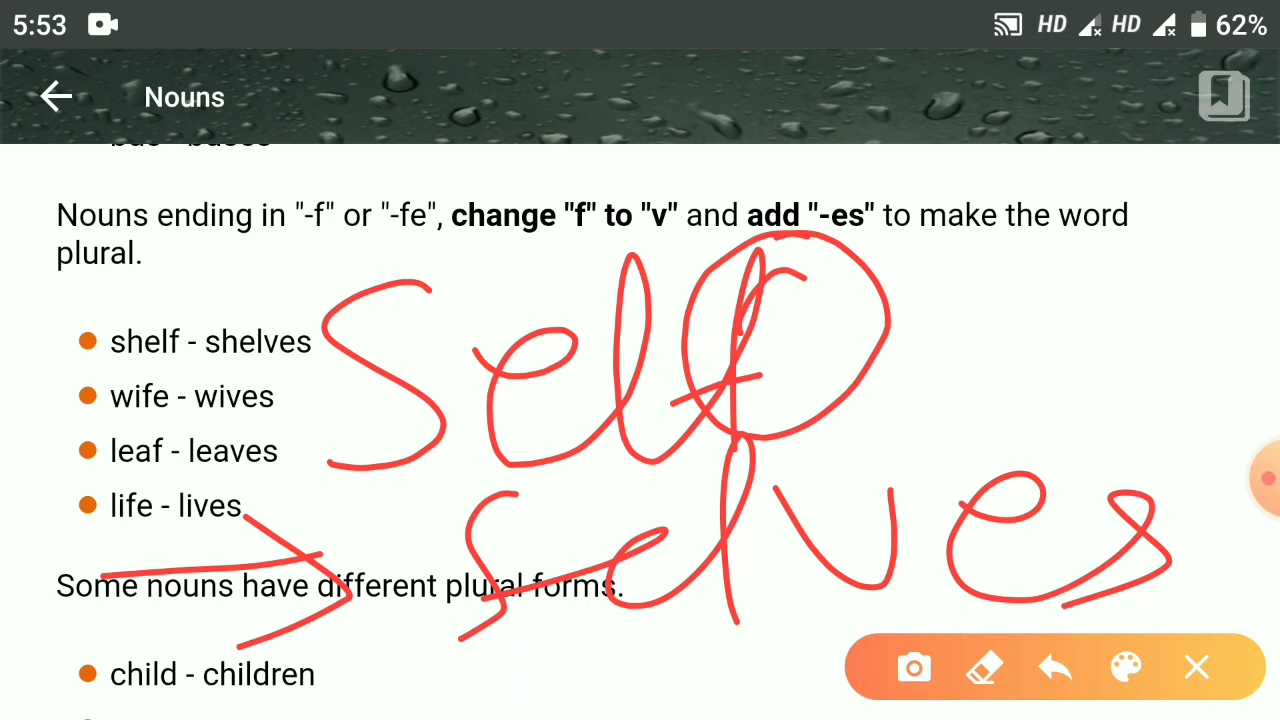 5:53 HD HD 62%
Nouns
Nouns ending in "-f" or "-fe", change "f" to "v" and add "-es" to make the word
plural.
shelf - shelves
wife - wives
leaf - leaves
life - lives
Self
Selves
Some nouns have different plural forms.
child - children